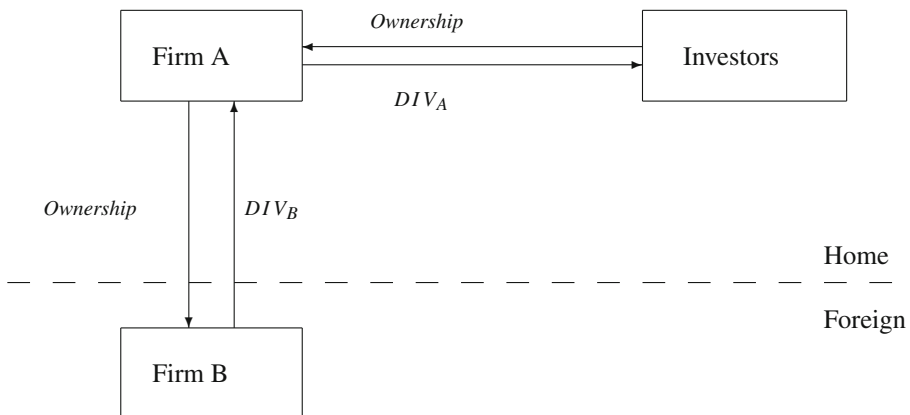 Ownership
Firm A
Investors
DIV_A
Ownership
DIV_B
Home
Foreign
Firm B